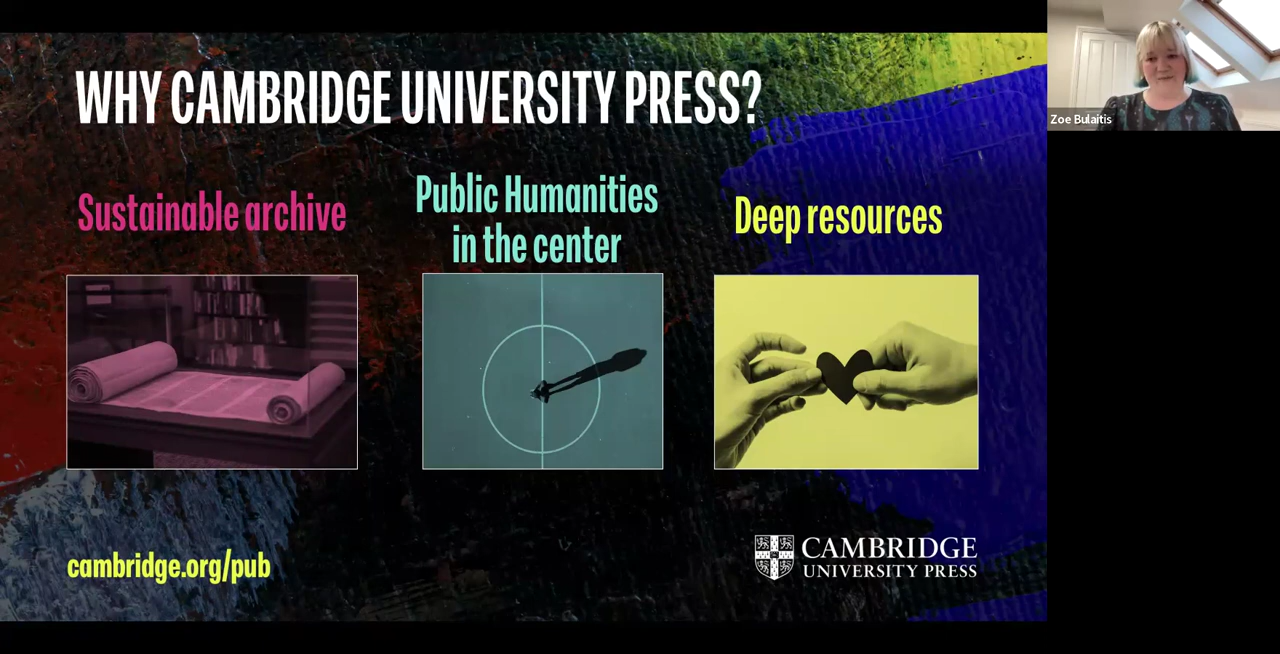 WHY CAMBRIDGE UNIVERSITY PRESS?
Sustainable archive
Public Humanities
in the center
Deep resources
cambridge.org/pub
CAMBRIDGE
UNIVERSITY PRESS
Zoe Bulaitis